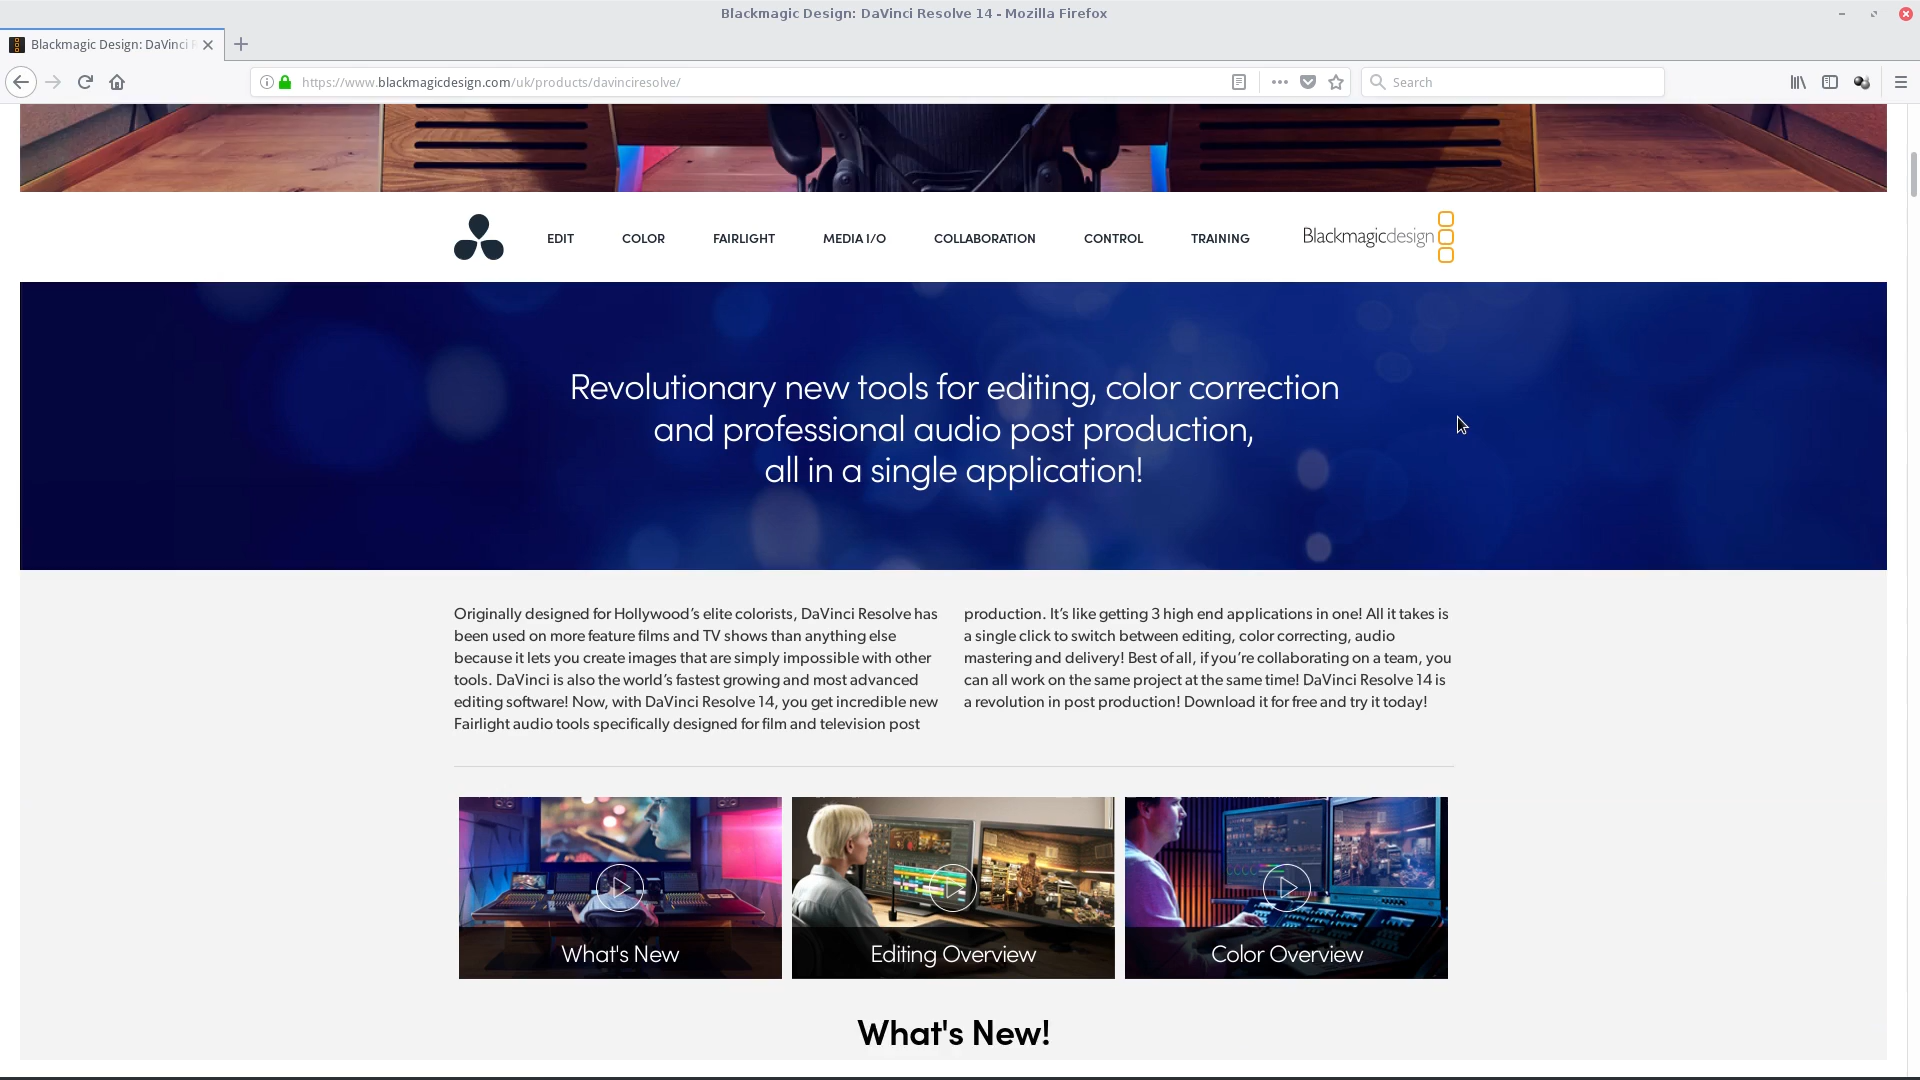 Blackmagic Design: DaVinci Resolve 14 - Mozilla Firefox
Blackmagic Design: DaVinci R
https://www.blackmagicdesign.com/uk/products/davinciresolve/
Search
EDIT
COLOR
FAIRLIGHT
MEDIA I/O
COLLABORATION
CONTROL
TRAINING
Blackmagicdesign
Revolutionary new tools for editing, color correction
and professional audio post production,
all in a single application!
Originally designed for Hollywood’s elite colorists, DaVinci Resolve has
been used on more feature films and TV shows than anything else
because it lets you create images that are simply impossible with other
tools. DaVinci is also the world’s fastest growing and most advanced
editing software! Now, with DaVinci Resolve 14, you get incredible new
Fairlight audio tools specifically designed for film and television post
production. It’s like getting 3 high end applications in one! All it takes is
a single click to switch between editing, color correcting, audio
mastering and delivery! Best of all, if you’re collaborating on a team, you
can all work on the same project at the same time! DaVinci Resolve 14 is
a revolution in post production! Download it for free and try it today!
What's New
Editing Overview
Color Overview
What's New!